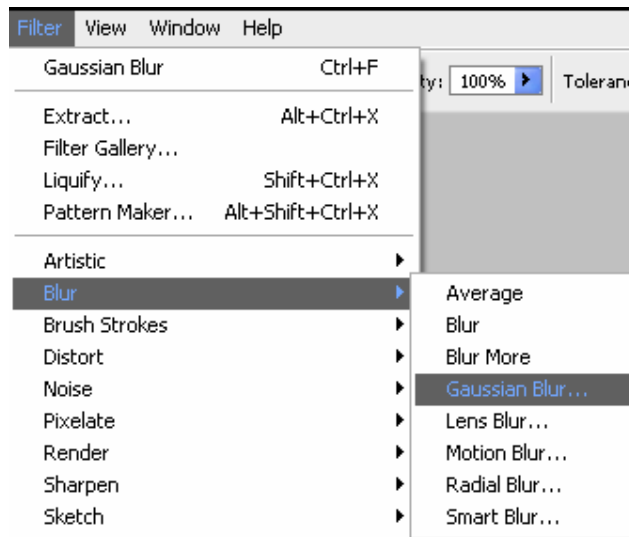 Filter View Window Help
Gaussian Blur Ctrl+F
ty: 100% Toleran
Extract... Alt+Ctrl+X
Filter Gallery...
Liquify... Shift+Ctrl+X
Pattern Maker... Alt+Shift+Ctrl+X
Artistic
Blur
Brush Strokes
Distort
Noise
Pixelate
Render
Sharpen
Sketch
Average
Blur
Blur More
Gaussian Blur...
Lens Blur...
Motion Blur...
Radial Blur...
Smart Blur...